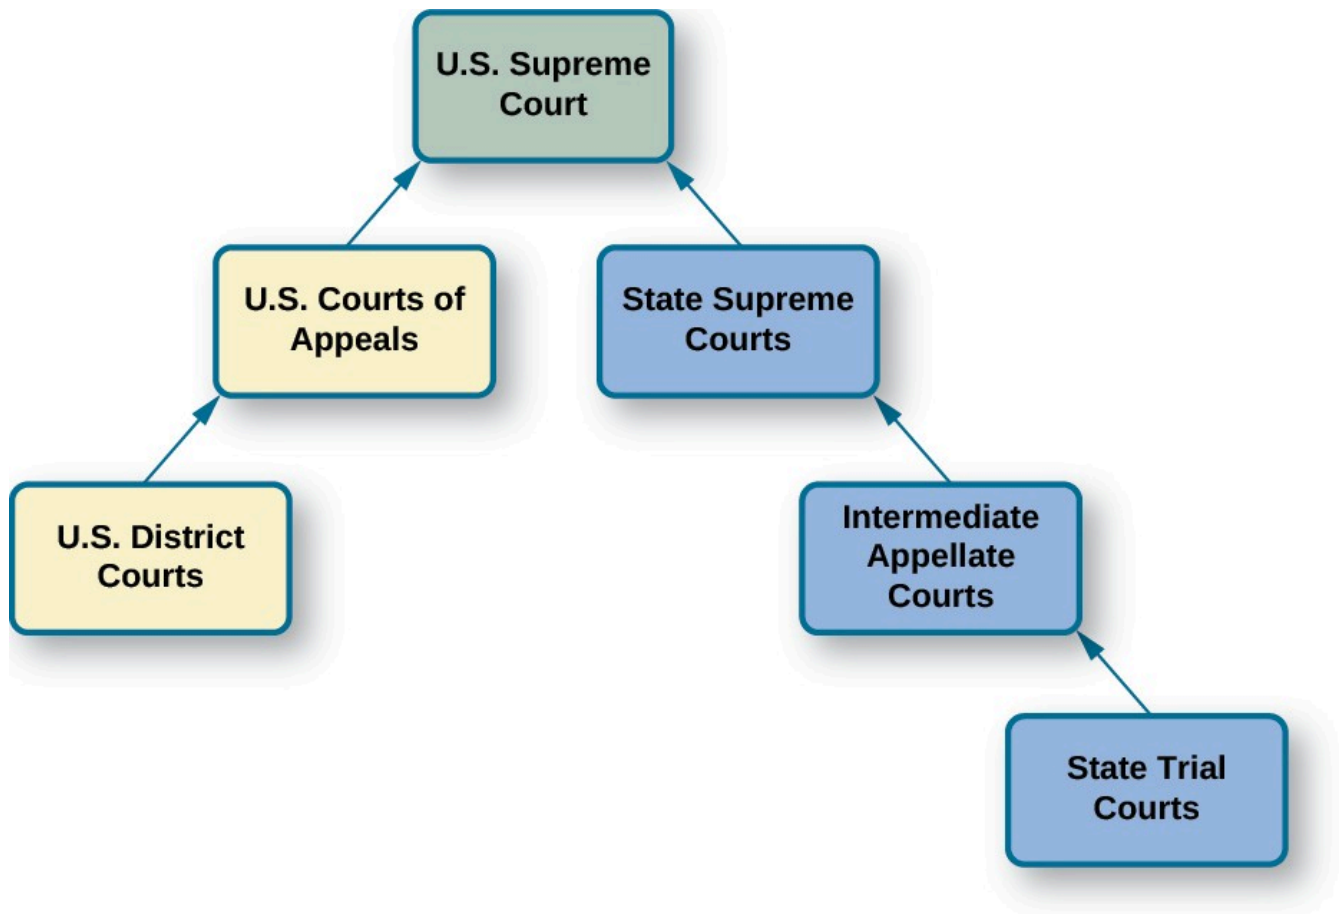 U.S. Supreme
Court
U.S. Courts of
Appeals
State Supreme
Courts
U.S. District
Courts
Intermediate
Appellate
Courts
State Trial
Courts